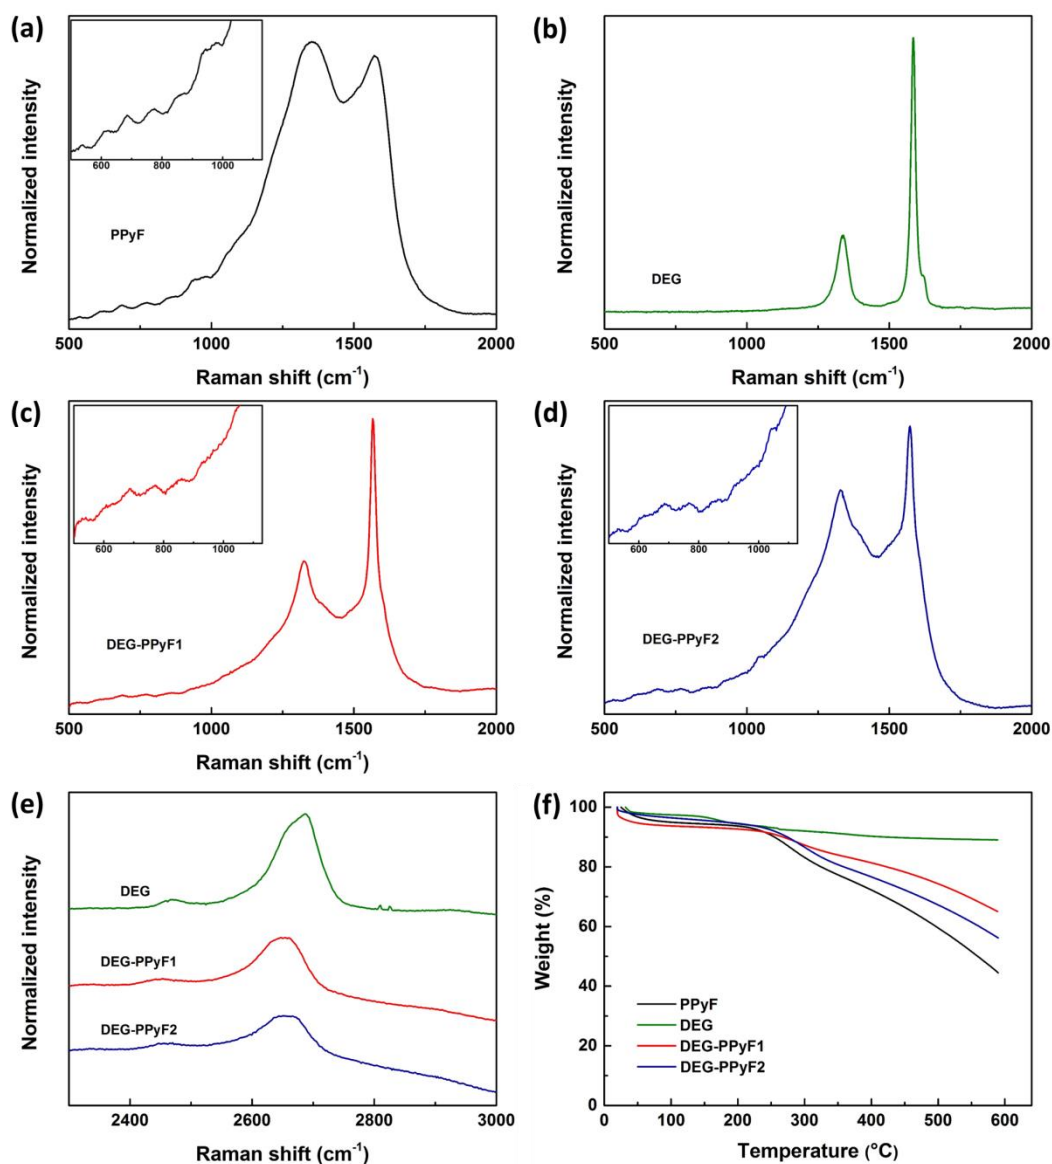 (a)
Normalized intensity
600 800 1000
PPyF
500 1000 1500 2000
Raman shift (cm-1)
(b)
Normalized intensity
DEG
500 1000 1500 2000
Raman shift (cm-1)
(c)
Normalized intensity
600 800 1000
DEG-PPyF1
500 1000 1500 2000
Raman shift (cm-1)
(d)
Normalized intensity
600 800 1000
DEG-PPyF2
500 1000 1500 2000
Raman shift (cm-1)
(e)
Normalized intensity
DEG
DEG-PPyF1
DEG-PPyF2
2400 2600 2800 3000
Raman shift (cm-1)
(f)
Weight (%)
100
80
60
40
20
0
PPyF
DEG
DEG-PPyF1
DEG-PPyF2
0 100 200 300 400 500 600
Temperature (°C)